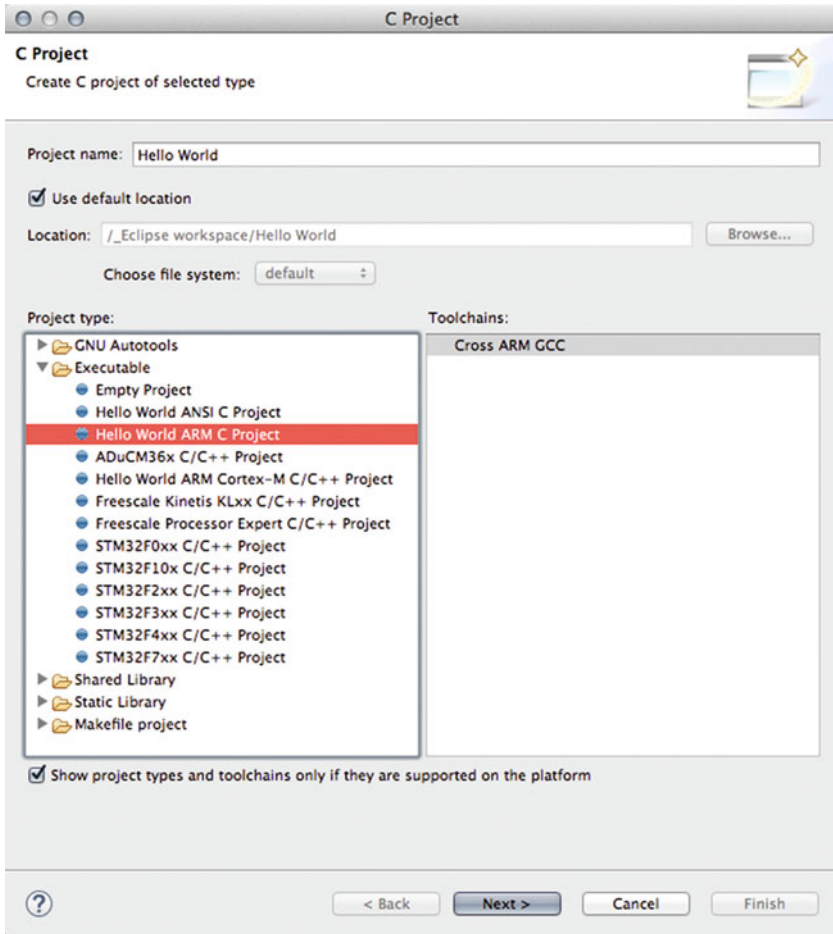 C Project
C Project
Create C project of selected type
Project name: Hello World
Use default location
Location: /_Eclipse workspace/Hello World Browse...
Choose file system: default
Project type:
GNU Autotools
Executable
Empty Project
Hello World ANSI C Project
Hello World ARM C Project
ADuCM36x C/C++ Project
Hello World ARM Cortex-M C/C++ Project
Freescale Kinetis KLxx C/C++ Project
Freescale Processor Expert C/C++ Project
STM32F0xx C/C++ Project
STM32F10x C/C++ Project
STM32F2xx C/C++ Project
STM32F3xx C/C++ Project
STM32F4xx C/C++ Project
STM32F7xx C/C++ Project
Shared Library
Static Library
Makefile project
Toolchains:
Cross ARM GCC
Show project types and toolchains only if they are supported on the platform
? < Back Next > Cancel Finish